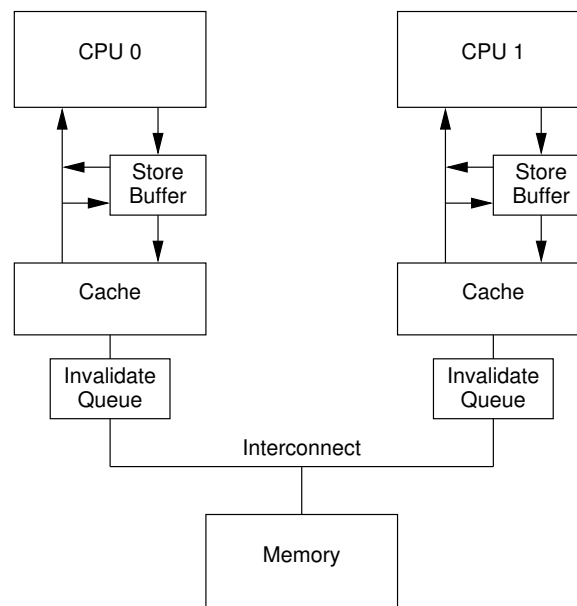 CPU 0
CPU 1
Store
Buffer
Store
Buffer
Cache
Cache
Invalidate
Queue
Invalidate
Queue
Interconnect
Memory